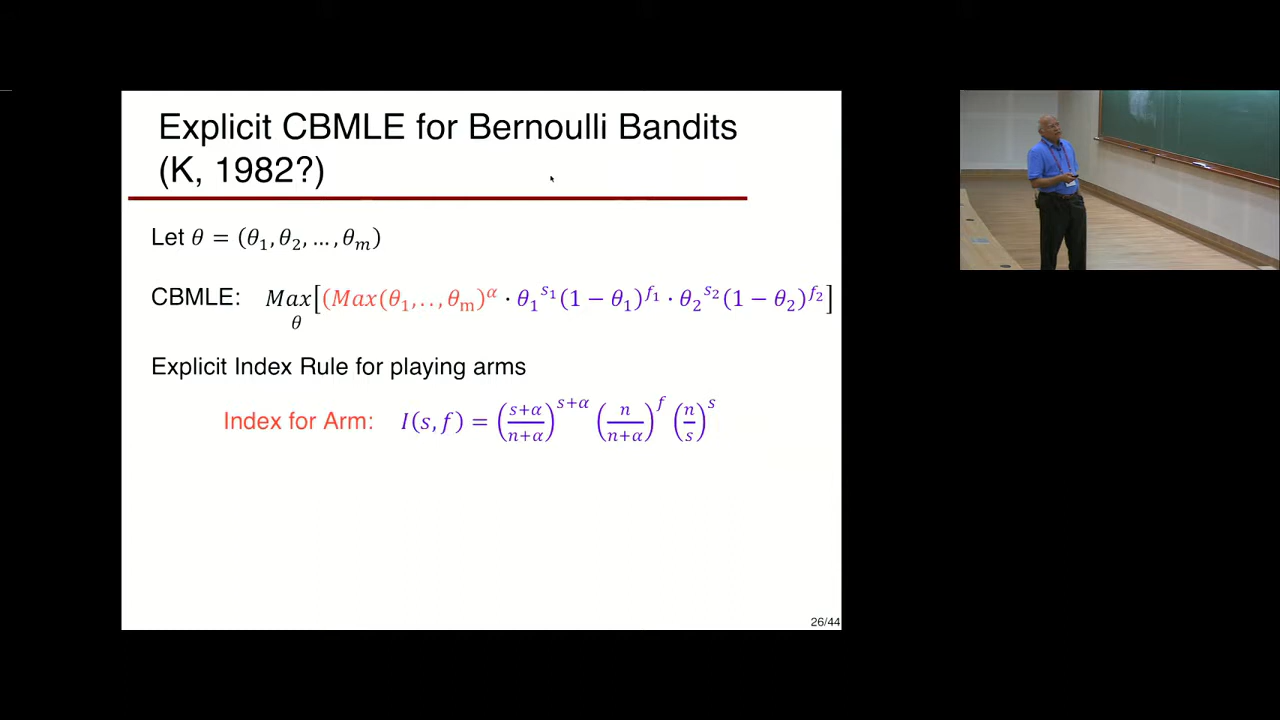 Explicit CBMLE for Bernoulli Bandits
(K, 1982?)
Let θ = (θ₁, θ₂, …, θₘ)
CBMLE: Max_θ [(Max(θ₁, . . , θₘ)^α · θ₁^{s₁}(1 − θ₁)^{f₁} · θ₂^{s₂}(1 − θ₂)^{f₂}]
Explicit Index Rule for playing arms
Index for Arm: I(s, f) = ((s+α)/(n+α))^{s+α} (n/(n+α))^f (n/s)^s
26/44